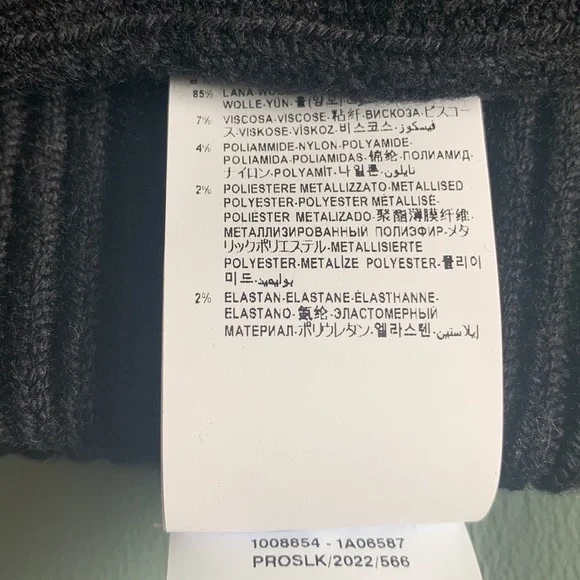 85% LANA-
WOLLE-YÜN-
7% VISCOSA-VISCOSE-粘纤-ВИСКОЗА-ビスコー
ス-VISKOSE-VİSKOZ-비스코스-فيسكوز
4% POLIAMMIDE-NYLON-POLYAMIDE-
POLIAMIDA-POLIAMIDAS-锦纶-ПОЛИАМИД-
ナイロン-POLYAMİT-나일론-نايلون
2% POLIESTERE METALLIZZATO-METALLISED
POLYESTER-POLYESTER MÉTALLISÉ-
POLIÉSTER METALIZADO-聚酯薄膜纤维-
МЕТАЛЛИЗИРОВАННЫЙ ПОЛИЭФИР-メタ
リックポリエステル-METALLISIERTE
POLYESTER-METALİZE POLYESTER-폴리이
미드-بوليميد
2% ELASTAN-ELASTANE-ÉLASTHANNE-
ELASTANO-氨纶-ЭЛАСТОМЕРНЫЙ
МАТЕРИАЛ-ポリウレタン-엘라스텐-إيلاستين
1008654 - 1A06587
PROSLK/2022/566